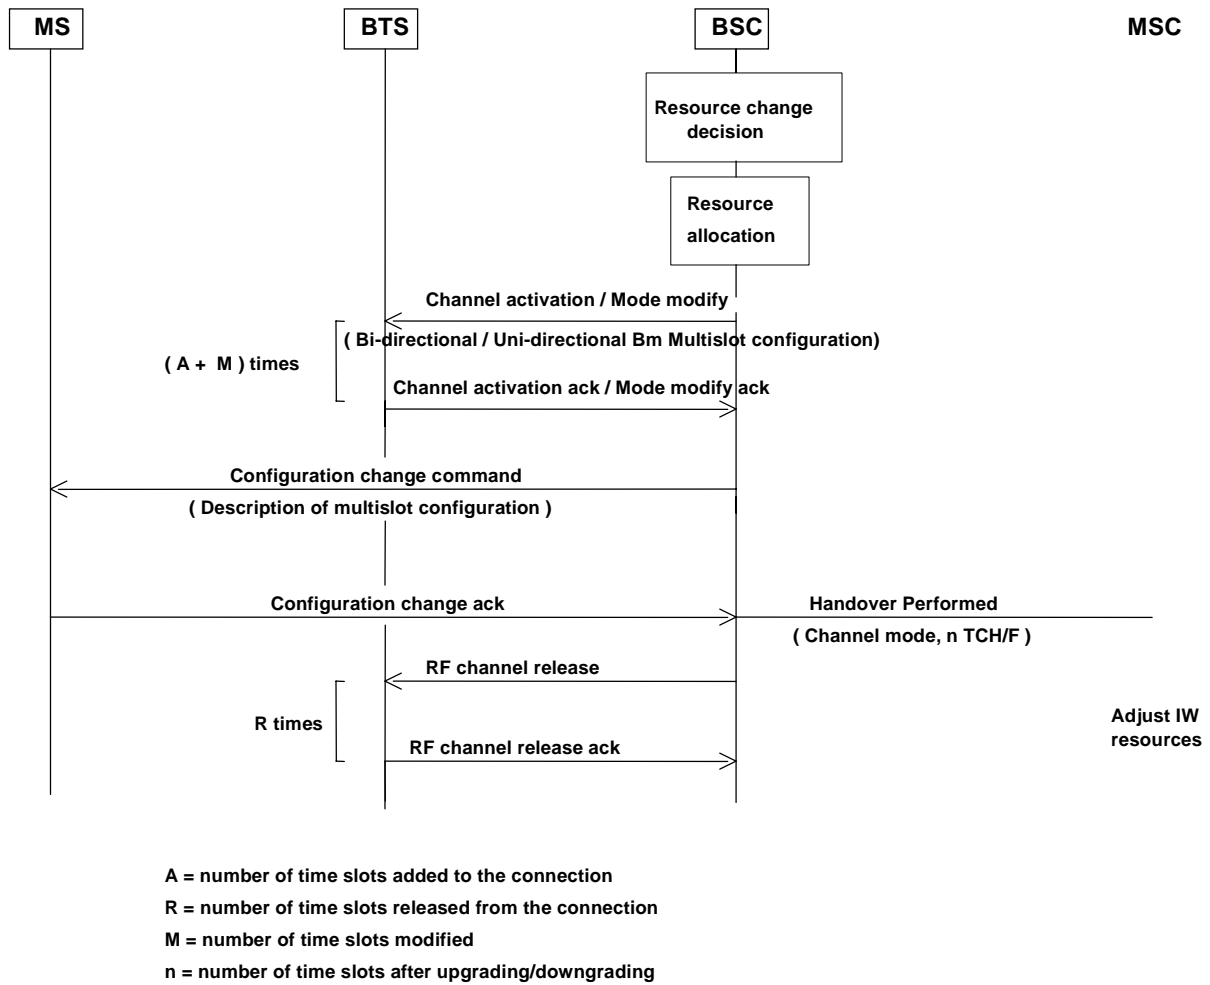 MS BTS BSC MSC
Resource change
decision
Resource
allocation
Channel activation / Mode modify
( Bi-directional / Uni-directional Bm Multislot configuration)
( A + M ) times
Channel activation ack / Mode modify ack
Configuration change command
( Description of multislot configuration )
Configuration change ack
Handover Performed
( Channel mode, n TCH/F )
RF channel release
R times
Adjust IW
resources
RF channel release ack
A = number of time slots added to the connection
R = number of time slots released from the connection
M = number of time slots modified
n = number of time slots after upgrading/downgrading